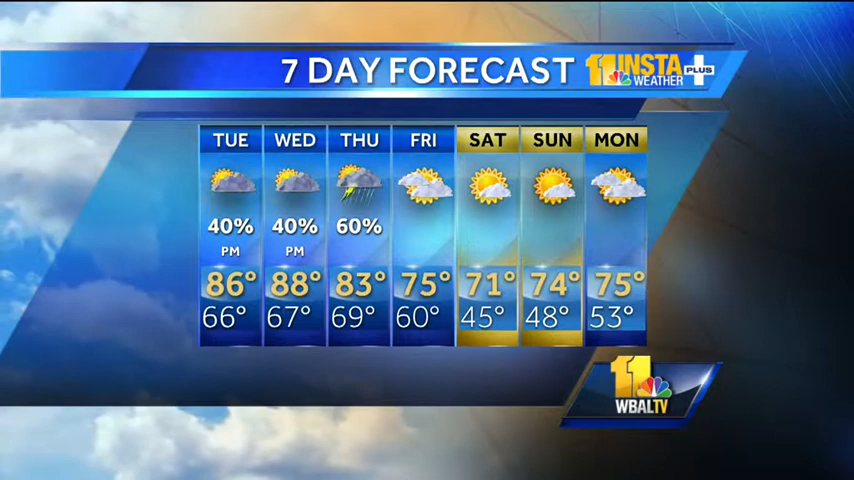 7 DAY FORECAST 11 INSTA
WEATHER PLUS
TUE WED THU FRI SAT SUN MON
40% 40% 60%
PM PM
86° 88° 83° 75° 71° 74° 75°
66° 67° 69° 60° 45° 48° 53°
11
WBALTV